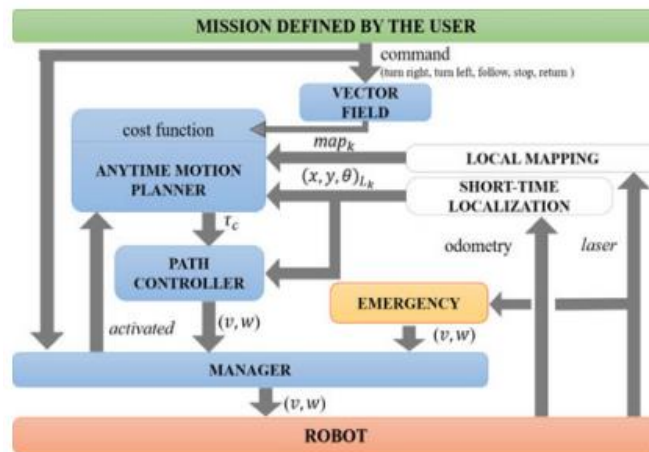 MISSION DEFINED BY THE USER
command
(turn right, turn left, follow, stop, return )
VECTOR
FIELD
cost function
map_k
LOCAL MAPPING
ANYTIME MOTION
PLANNER
(x, y, θ)_{L_k}
SHORT-TIME
LOCALIZATION
τ_c
odometry
laser
PATH
CONTROLLER
EMERGENCY
activated
(v, w)
(v, w)
MANAGER
(v, w)
ROBOT